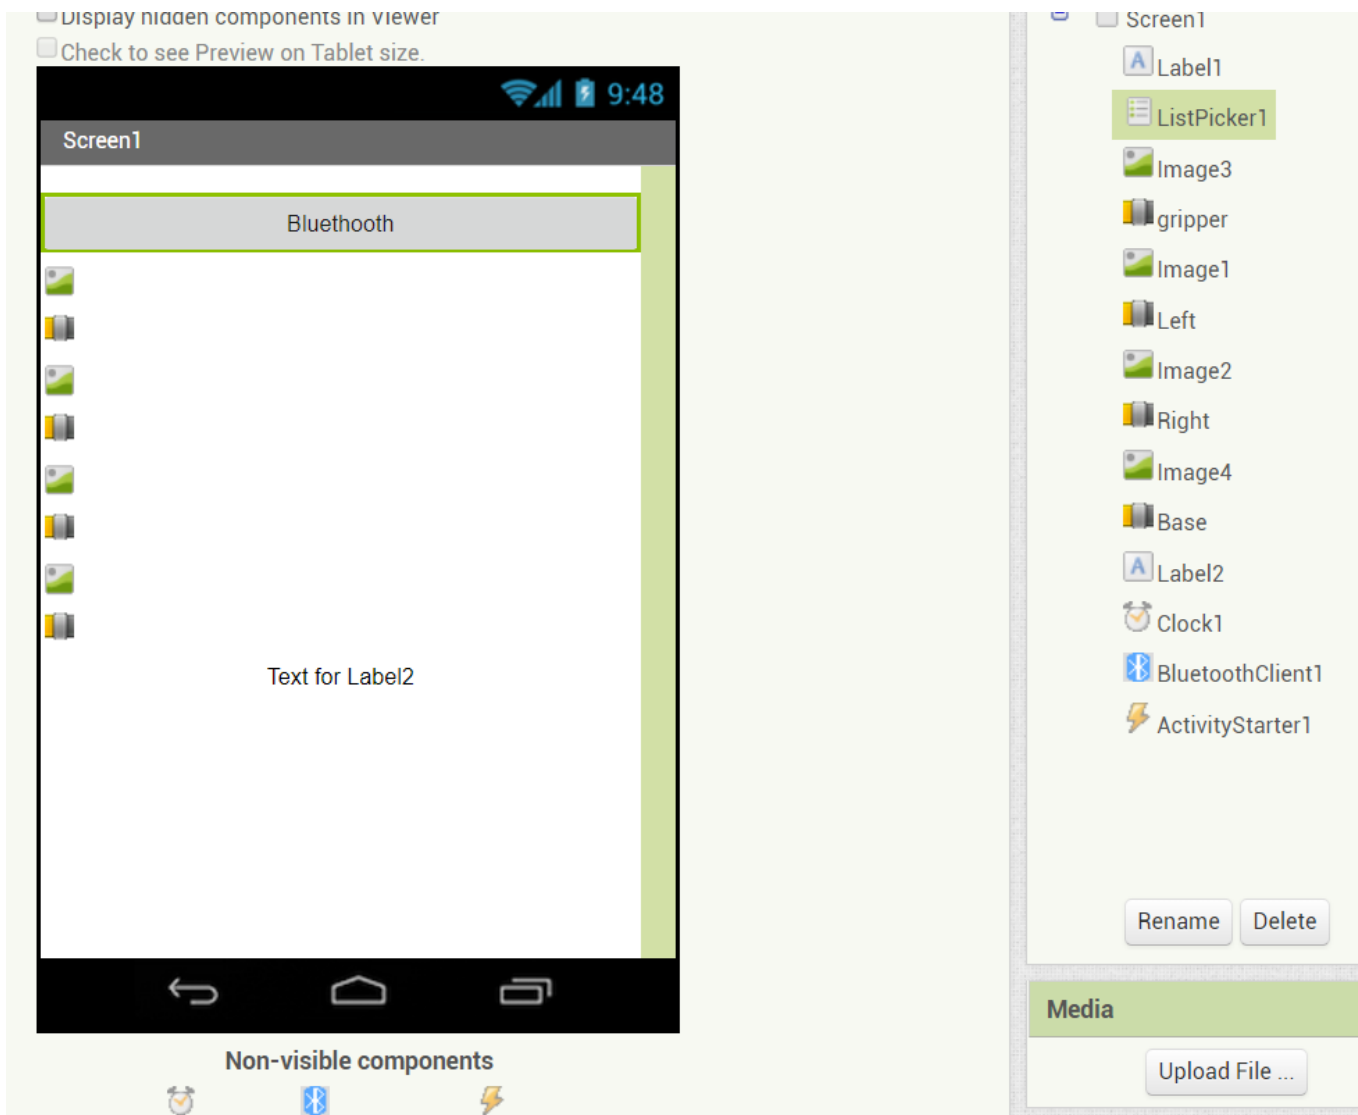 Display hidden components in Viewer
Check to see Preview on Tablet size.
9:48
Screen1
Bluethooth
Text for Label2
Non-visible components
Screen1
Label1
ListPicker1
Image3
gripper
Image1
Left
Image2
Right
Image4
Base
Label2
Clock1
BluetoothClient1
ActivityStarter1
Rename Delete
Media
Upload File ...